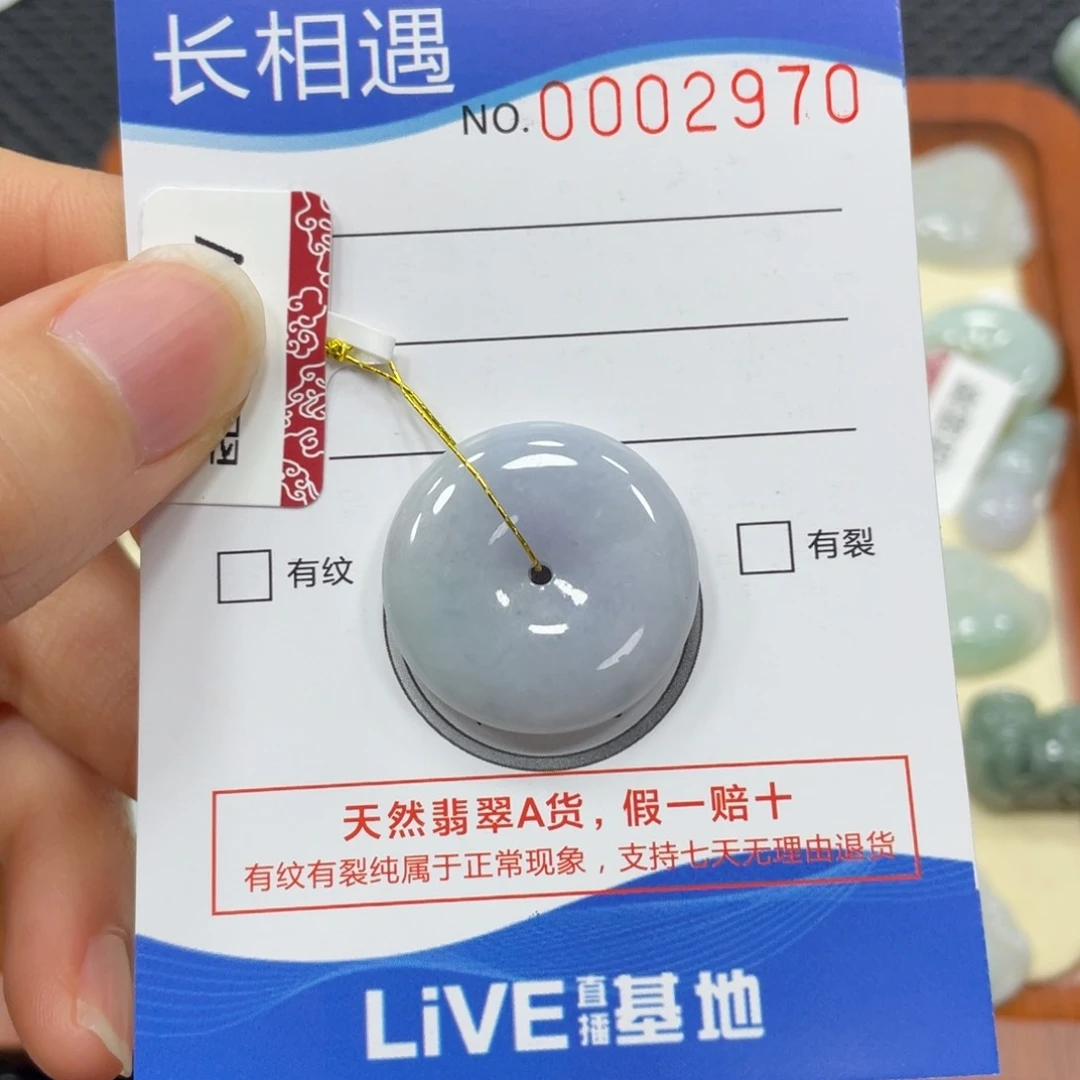 长相遇
NO.0002970
有纹
有裂
天然翡翠A货，假一赔十
有纹有裂纯属于正常现象，支持七天无理由退货
LiVE直播基地